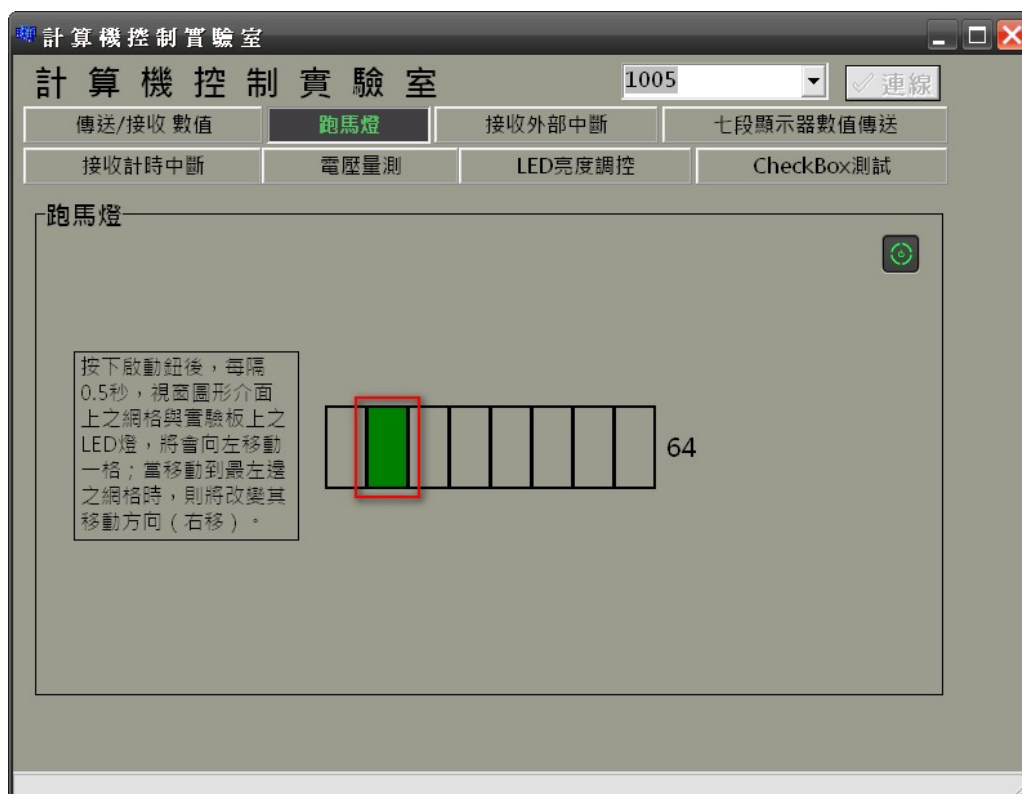 計算機控制實驗室
計算機控制實驗室
1005
連線
傳送/接收 數值
跑馬燈
接收外部中斷
七段顯示器數值傳送
接收計時中斷
電壓量測
LED亮度調控
CheckBox測試
跑馬燈
按下啟動鈕後，每隔
0.5秒，視窗圖形介面
上之網格與實驗板上之
LED燈，將會向左移動
一格；當移動到最左邊
之網格時，則將改變其
移動方向（右移）。
64